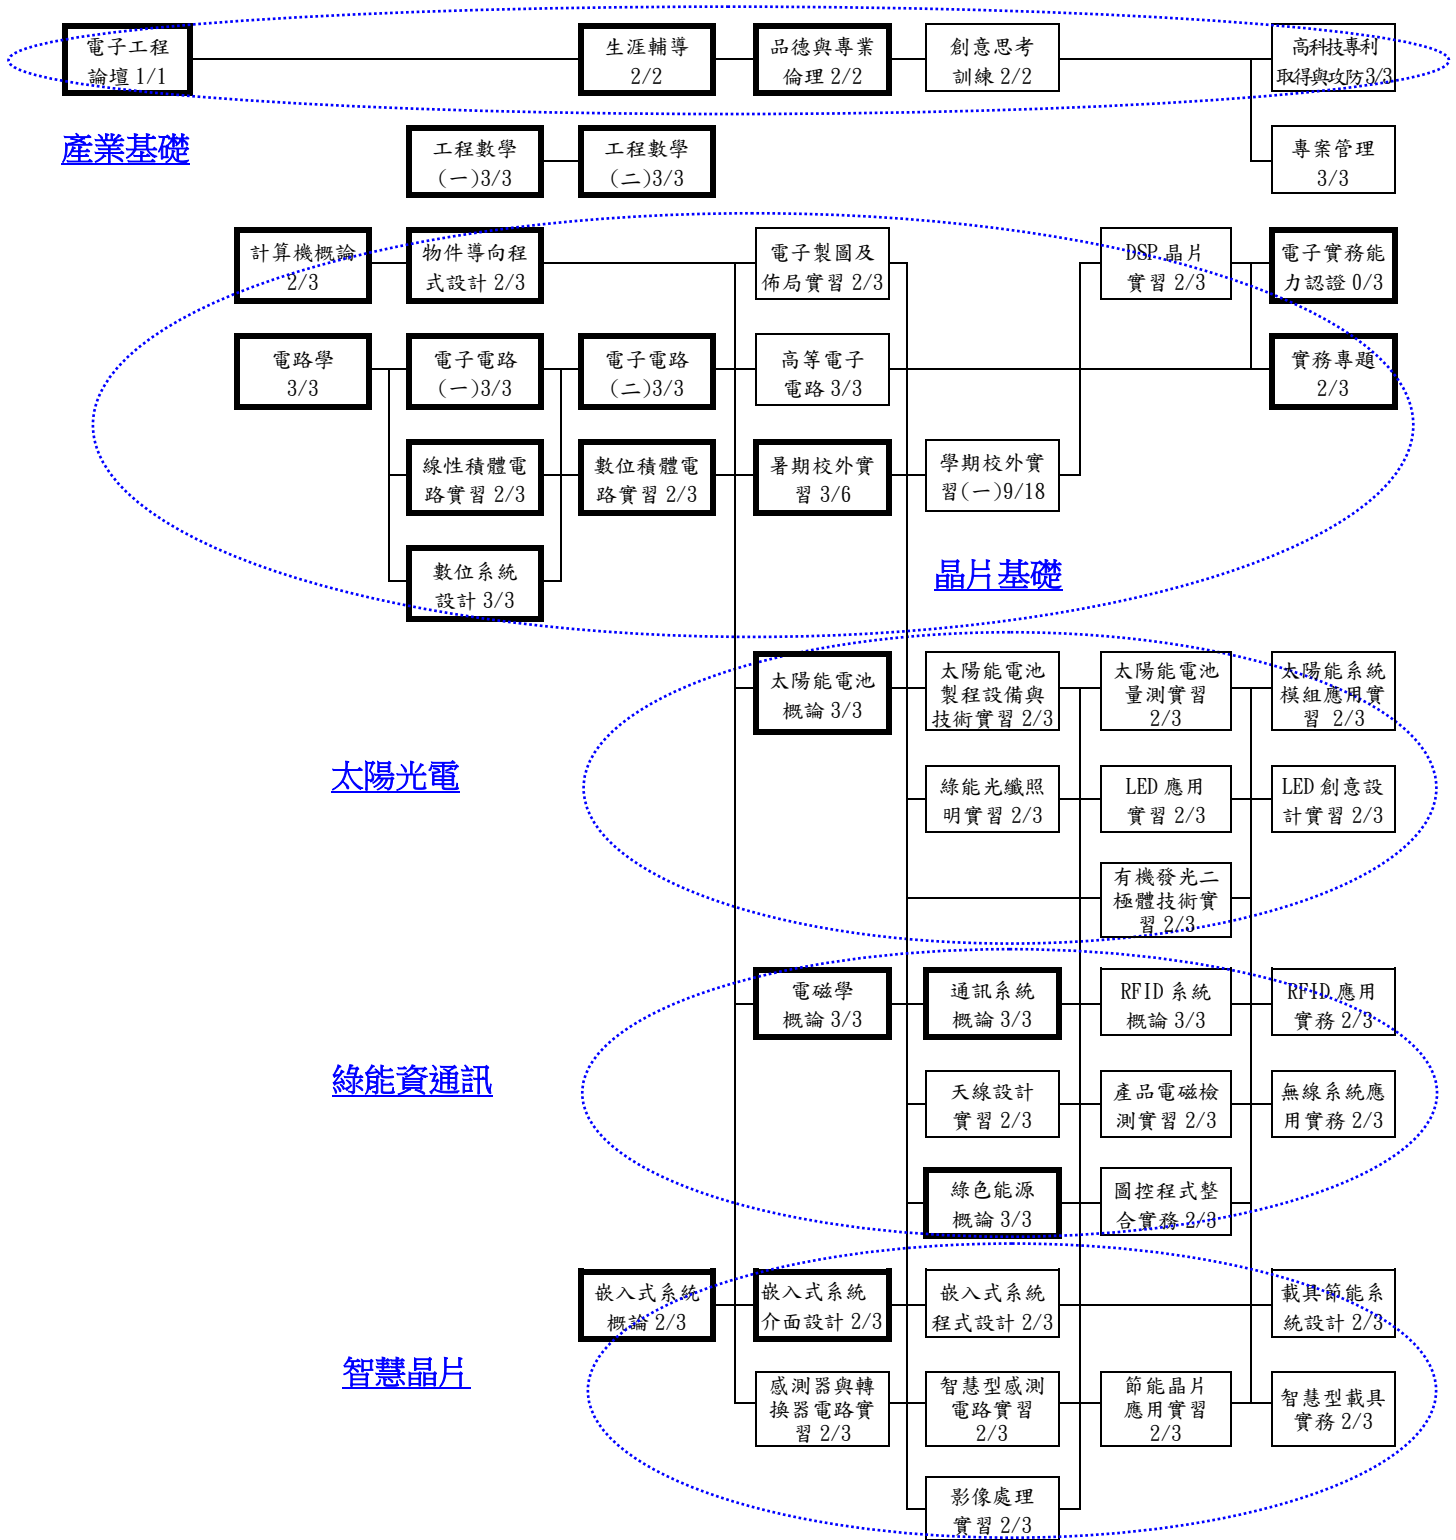 電子工程
論壇 1/1
生涯輔導
2/2
品德與專業
倫理 2/2
創意思考
訓練 2/2
高科技專利
取得與攻防 3/3
產業基礎
工程數學
(一)3/3
工程數學
(二)3/3
專案管理
3/3
計算機概論
2/3
物件導向程
式設計 2/3
電子製圖及
佈局實習 2/3
DSP 晶片
實習 2/3
電子實務能
力認證 0/3
電路學
3/3
電子電路
(一)3/3
電子電路
(二)3/3
高等電子
電路 3/3
實務專題
2/3
線性積體電
路實習 2/3
數位積體電
路實習 2/3
暑期校外實
習 3/6
學期校外實
習(一)9/18
數位系統
設計 3/3
晶片基礎
太陽能電池
概論 3/3
太陽能電池
製程設備與
技術實習 2/3
太陽能電池
量測實習
2/3
太陽能系統
模組應用實
習 2/3
太陽光電
綠能光纖照
明實習 2/3
LED 應用
實習 2/3
LED 創意設
計實習 2/3
有機發光二
極體技術實
習 2/3
電磁學
概論 3/3
通訊系統
概論 3/3
RFID 系統
概論 3/3
RFID 應用
實務 2/3
綠能資通訊
天線設計
實習 2/3
產品電磁檢
測實習 2/3
無線系統應
用實務 2/3
綠色能源
概論 3/3
圖控程式整
合實務 2/3
嵌入式系統
概論 2/3
嵌入式系統
介面設計 2/3
嵌入式系統
程式設計 2/3
載具節能系
統設計 2/3
智慧晶片
感測器與轉
換器電路實
習 2/3
智慧型感測
電路實習
2/3
節能晶片
應用實習
2/3
智慧型載具
實務 2/3
影像處理
實習 2/3